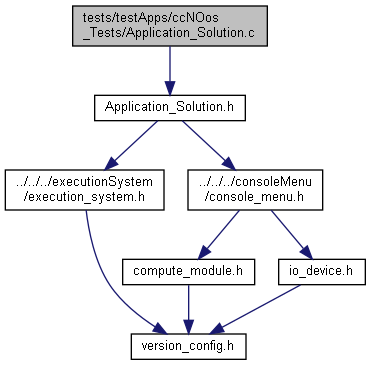 tests/testApps/ccNOos
_Tests/Application_Solution.c
Application_Solution.h
../../../executionSystem
/execution_system.h
../../../consoleMenu
/console_menu.h
compute_module.h
io_device.h
version_config.h